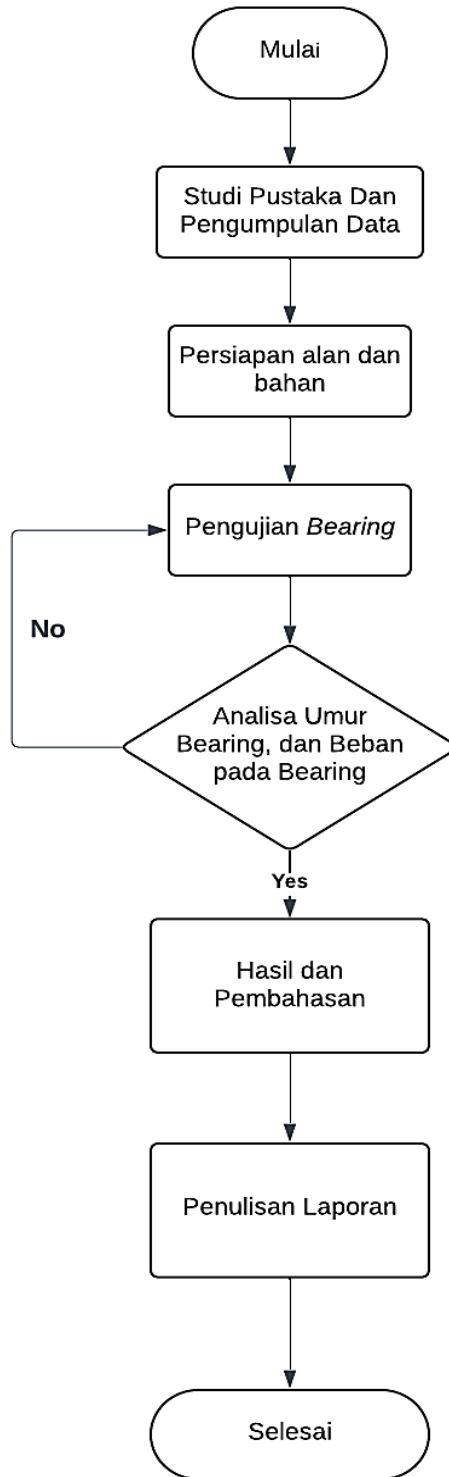 Mulai
Studi Pustaka Dan
Pengumpulan Data
Persiapan alan dan
bahan
Pengujian Bearing
No
Analisa Umur
Bearing, dan Beban
pada Bearing
Yes
Hasil dan
Pembahasan
Penulisan Laporan
Selesai